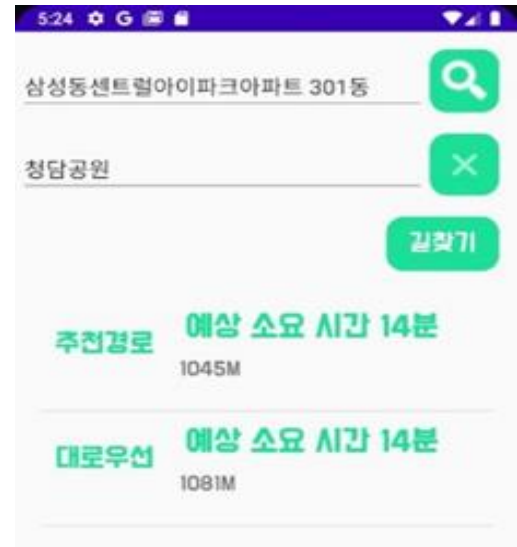 5:24 G
삼성동센트럴아이파크아파트 301동
청담공원
길찾기
추천경로
예상 소요 시간 14분
1045M
대로우선
예상 소요 시간 14분
1081M